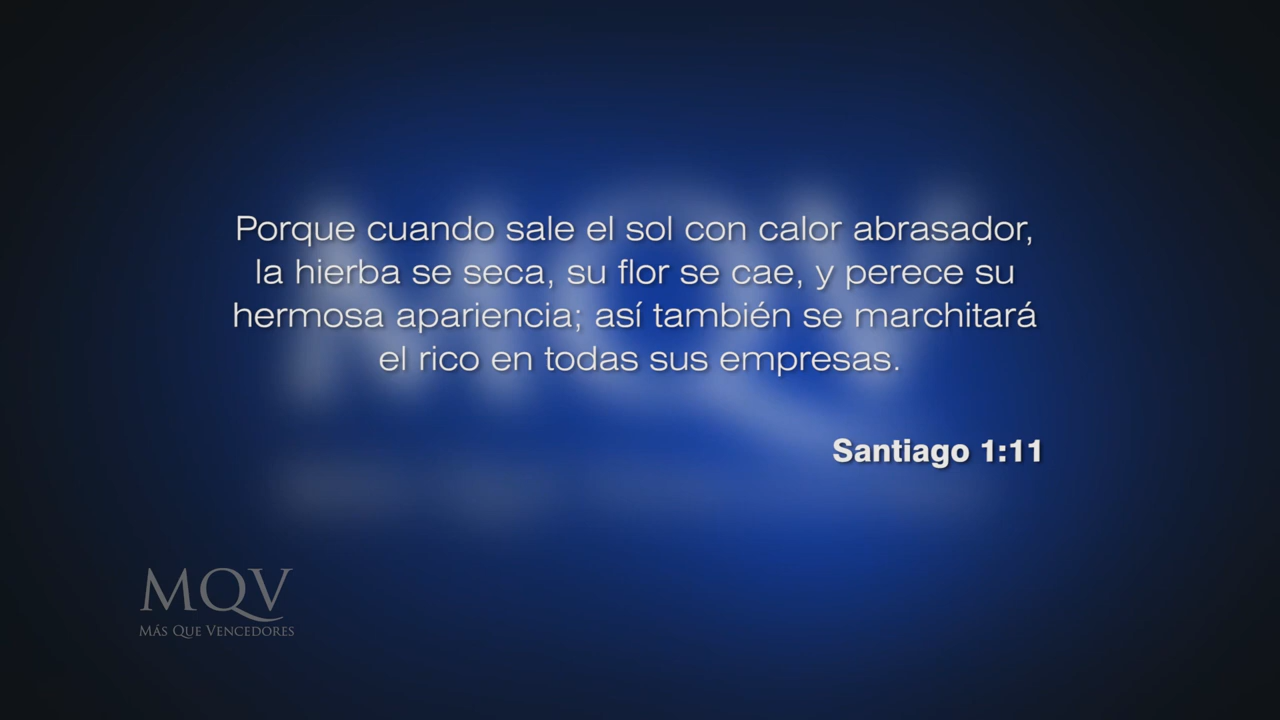 Porque cuando sale el sol con calor abrasador,
la hierba se seca, su flor se cae, y perece su
hermosa apariencia; así también se marchitará
el rico en todas sus empresas.
Santiago 1:11
MQV
Más Que Vencedores